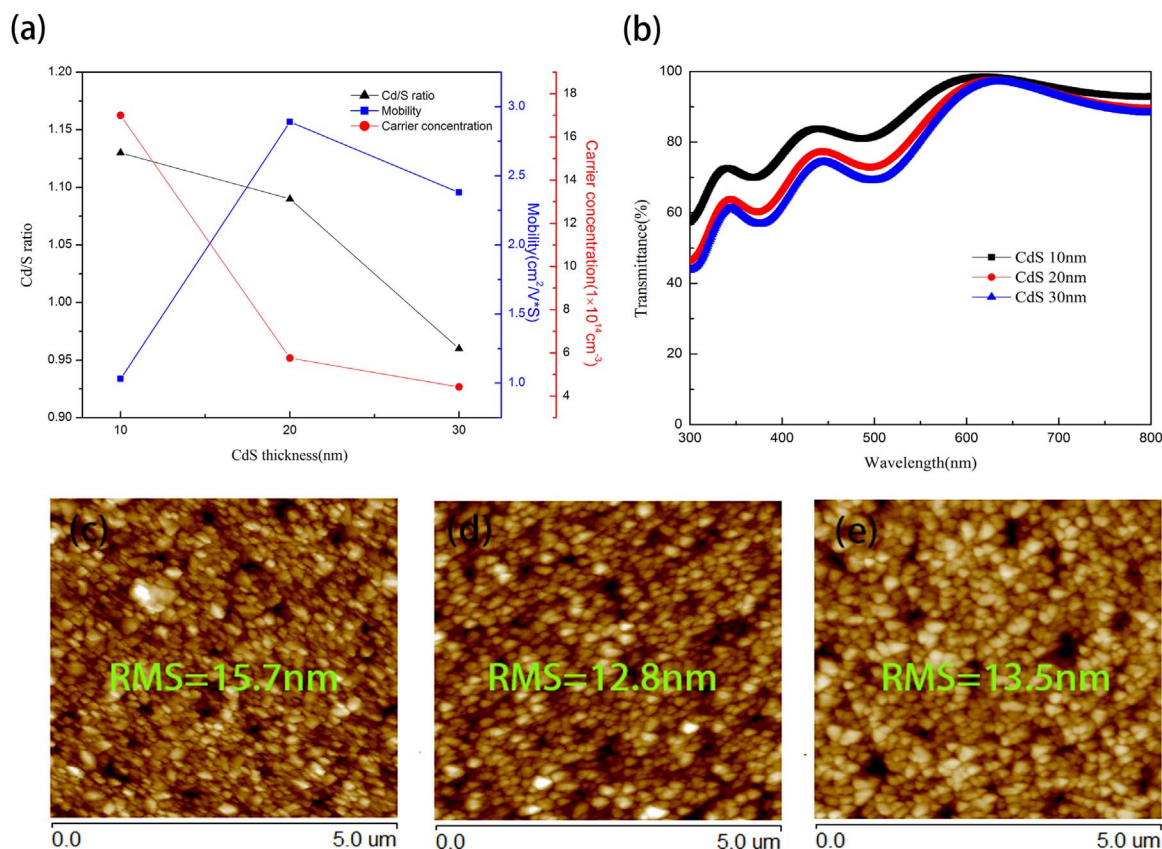 (a)
Cd/S ratio
1.20
1.15
1.10
1.05
1.00
0.95
0.90
10
20
30
CdS thickness(nm)
Cd/S ratio
Mobility
Carrier concentration
3.0
2.5
2.0
1.5
1.0
Mobility(cm²/V*S)
18
16
14
12
10
8
6
4
Carrier concentration(1×10¹⁴cm⁻³)
(b)
Transmittance(%)
100
80
60
40
20
0
300
400
500
600
700
800
Wavelength(nm)
CdS 10nm
CdS 20nm
CdS 30nm
(c)
RMS=15.7nm
0.0
5.0 um
(d)
RMS=12.8nm
0.0
5.0 um
(e)
RMS=13.5nm
0.0
5.0 um